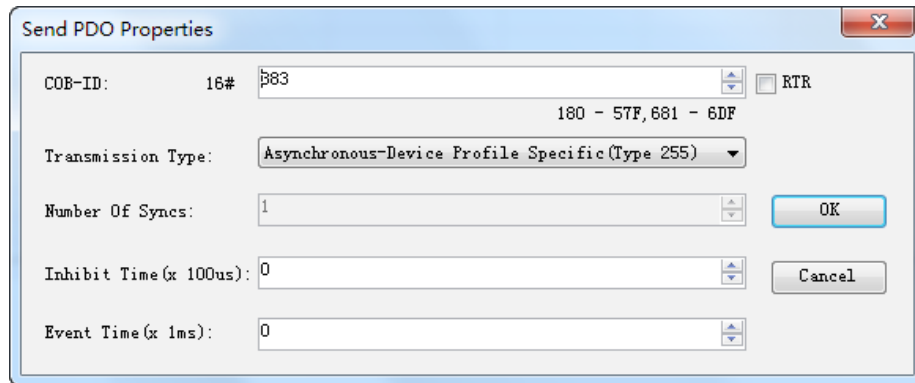 Send PDO Properties
COB-ID: 16# 383 RTR
180 - 57F,681 - 6DF
Transmission Type: Asynchronous-Device Profile Specific(Type 255)
Number Of Syncs: 1 OK
Inhibit Time(x 100us): 0 Cancel
Event Time(x 1ms): 0